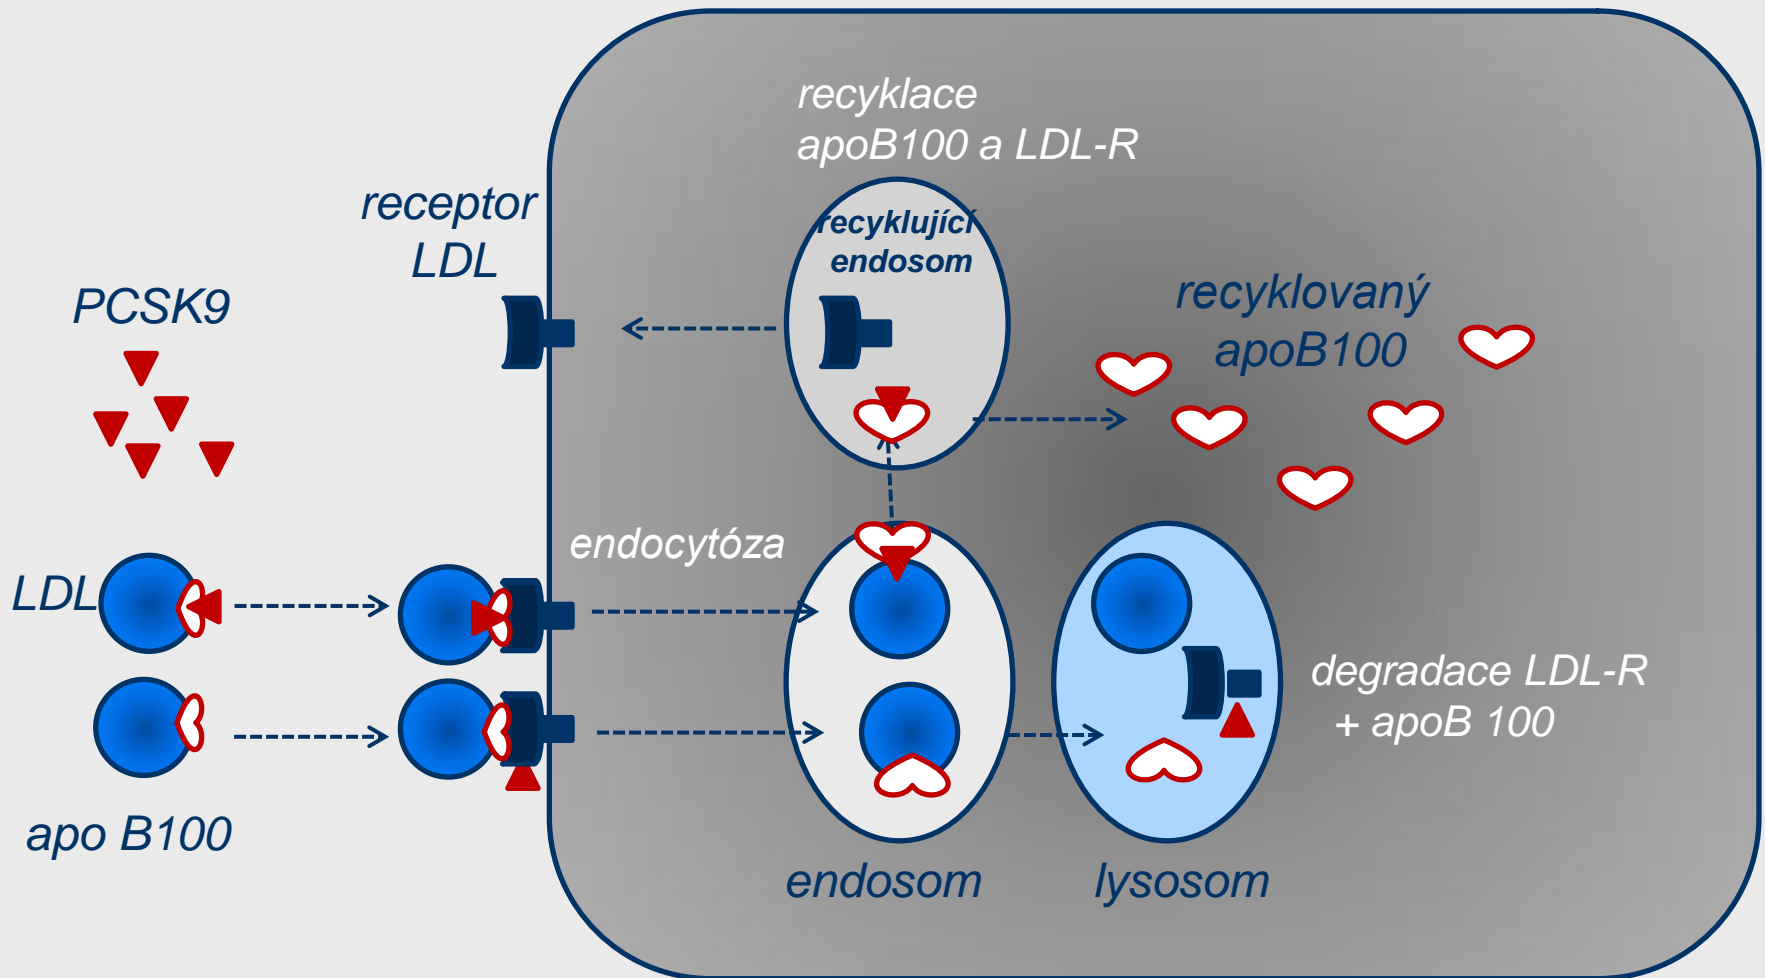 recyklace
apoB100 a LDL-R
receptor
LDL
recyklující
endosom
PCSK9
recyklovaný
apoB100
endocytóza
LDL
degradace LDL-R
+ apoB 100
apo B100
endosom
lysosom